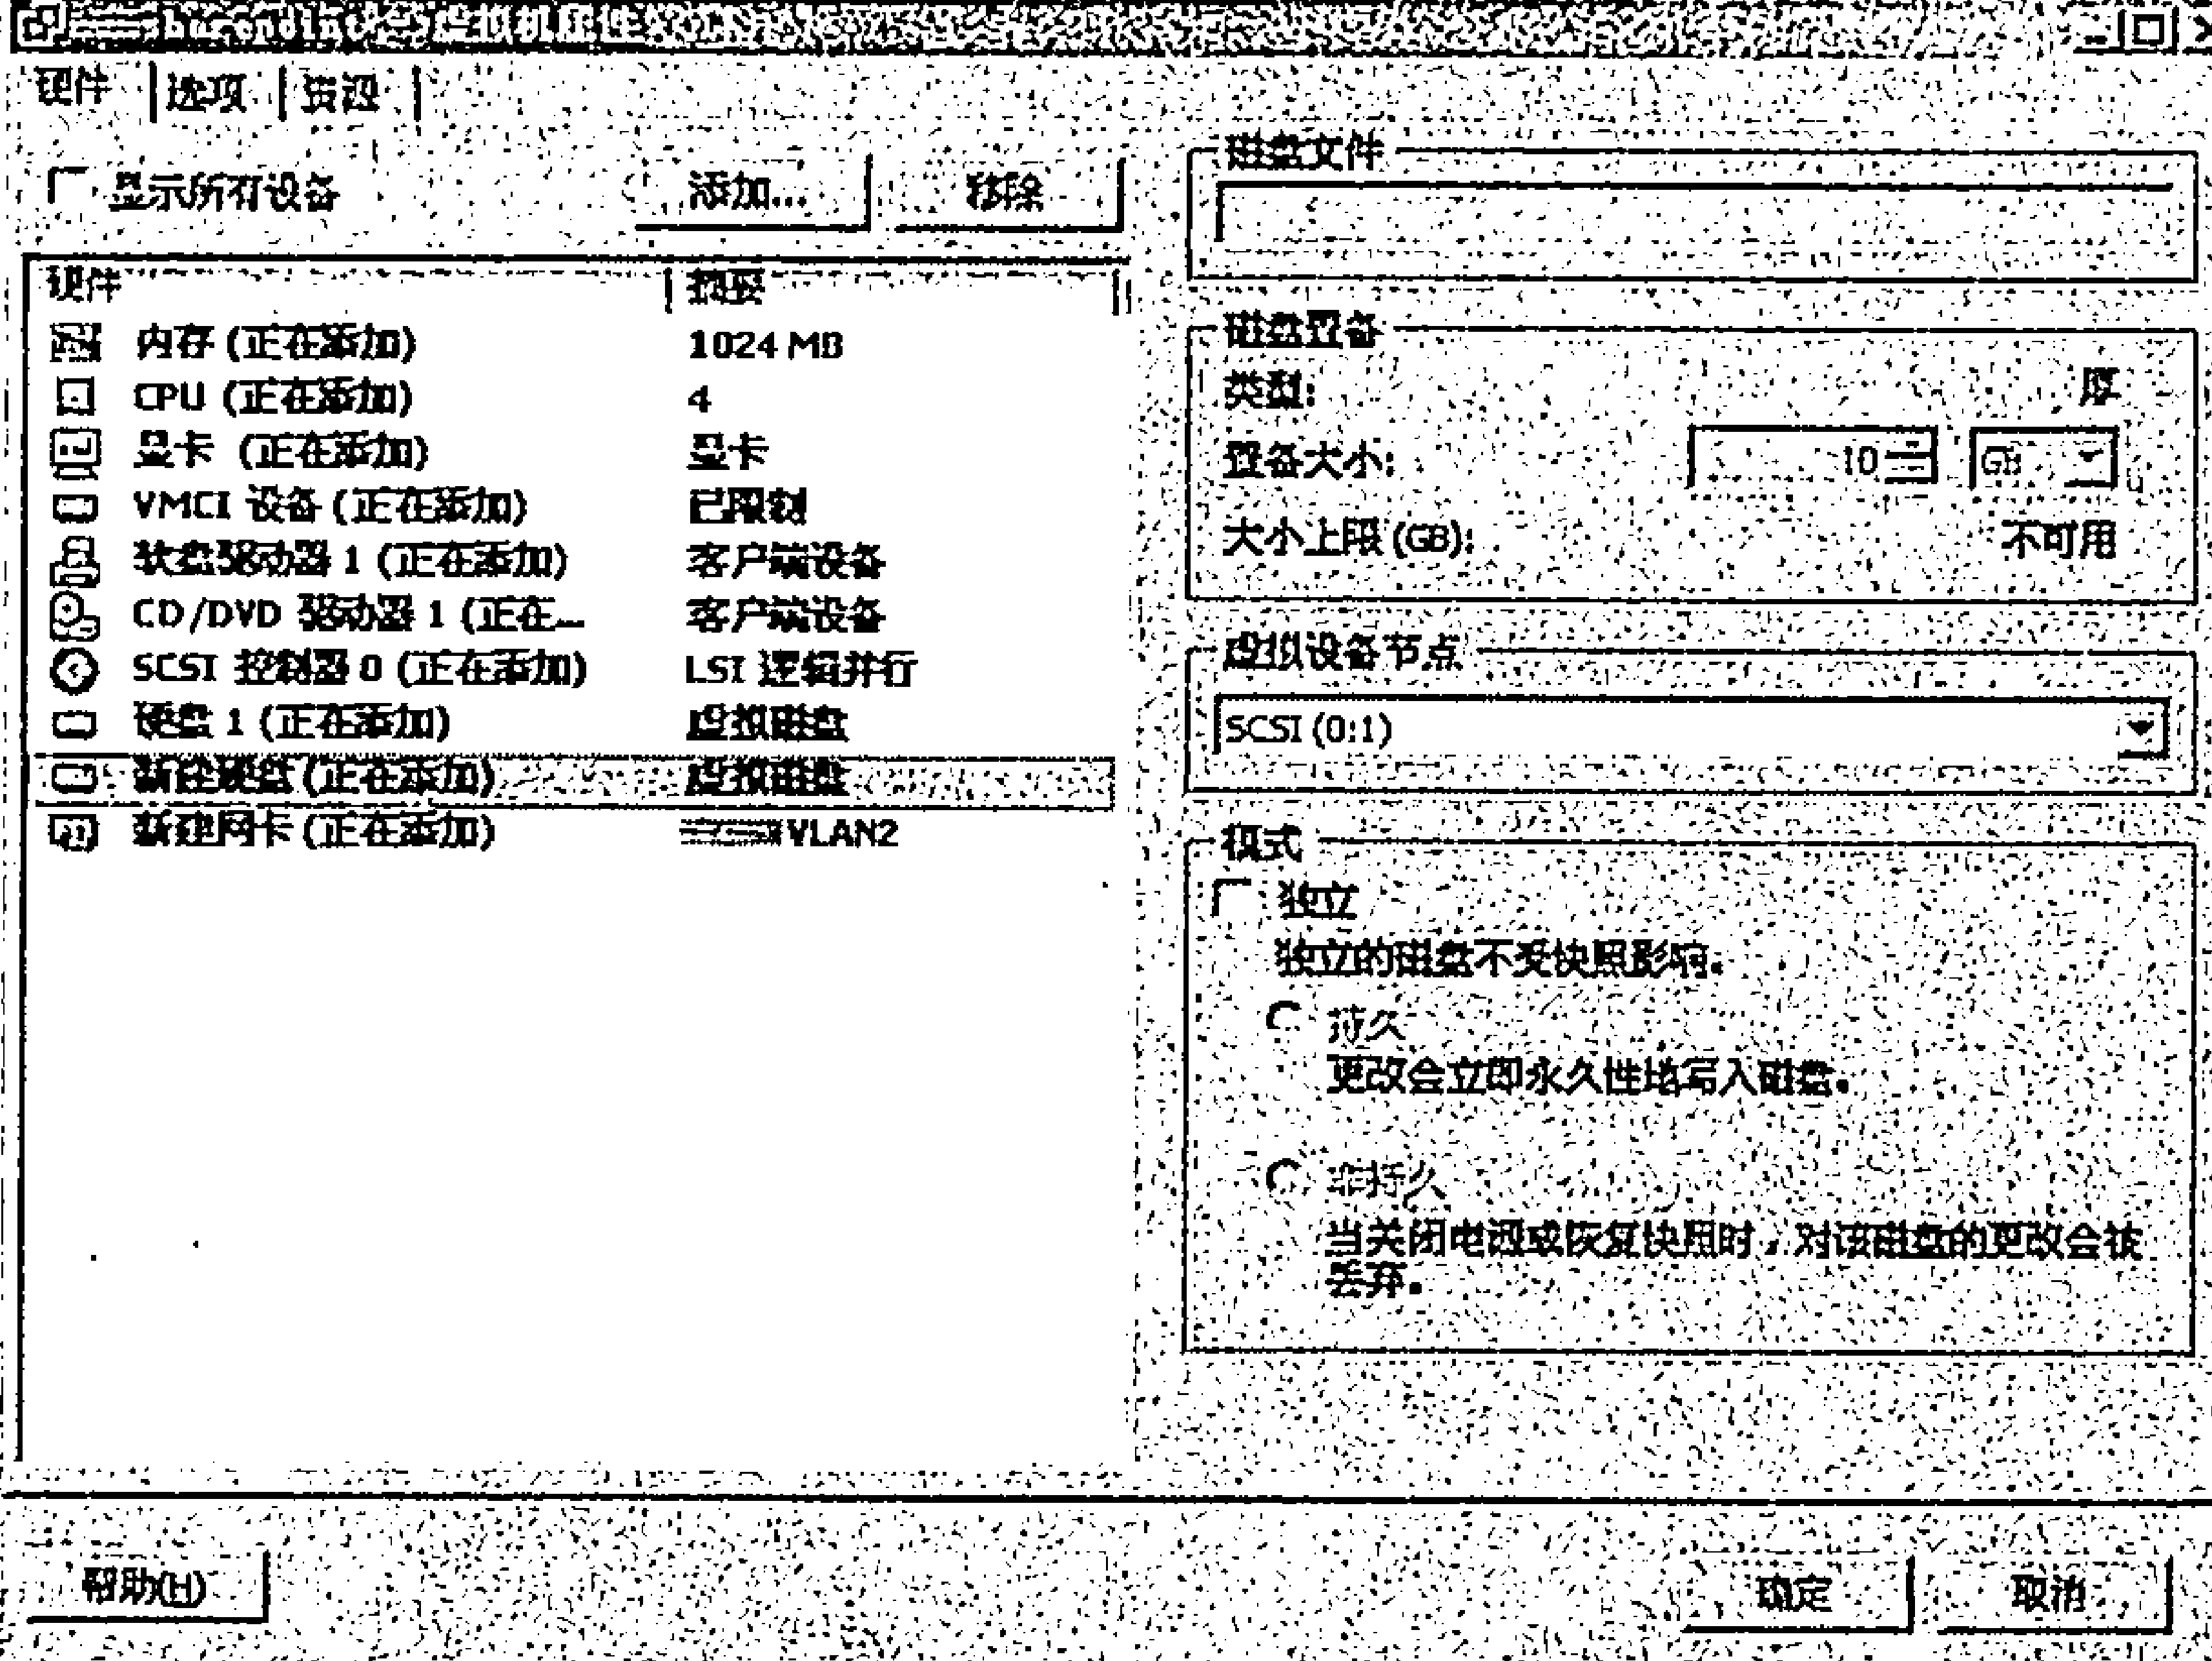 虚拟机属性
硬件 选项 资源
显示所有设备 添加... 移除
硬件 摘要
内存 (正在添加) 1024 MB
CPU (正在添加) 4
显卡 (正在添加) 显卡
VMCI 设备 (正在添加) 已限制
软盘驱动器 1 (正在添加) 客户端设备
CD/DVD 驱动器 1 (正在... 客户端设备
SCSI 控制器 0 (正在添加) LSI 逻辑并行
硬盘 1 (正在添加) 虚拟磁盘
新建硬盘 (正在添加) 虚拟磁盘
新建网卡 (正在添加) VLAN2
磁盘文件
磁盘置备
类型: 厚
置备大小: 10 GB
大小上限 (GB): 不可用
虚拟设备节点
SCSI (0:1)
模式
独立
独立的磁盘不受快照影响。
持久
更改会立即永久性地写入磁盘。
非持久
当关闭电源或恢复快照时，对该磁盘的更改会被
丢弃。
帮助(H) 确定 取消